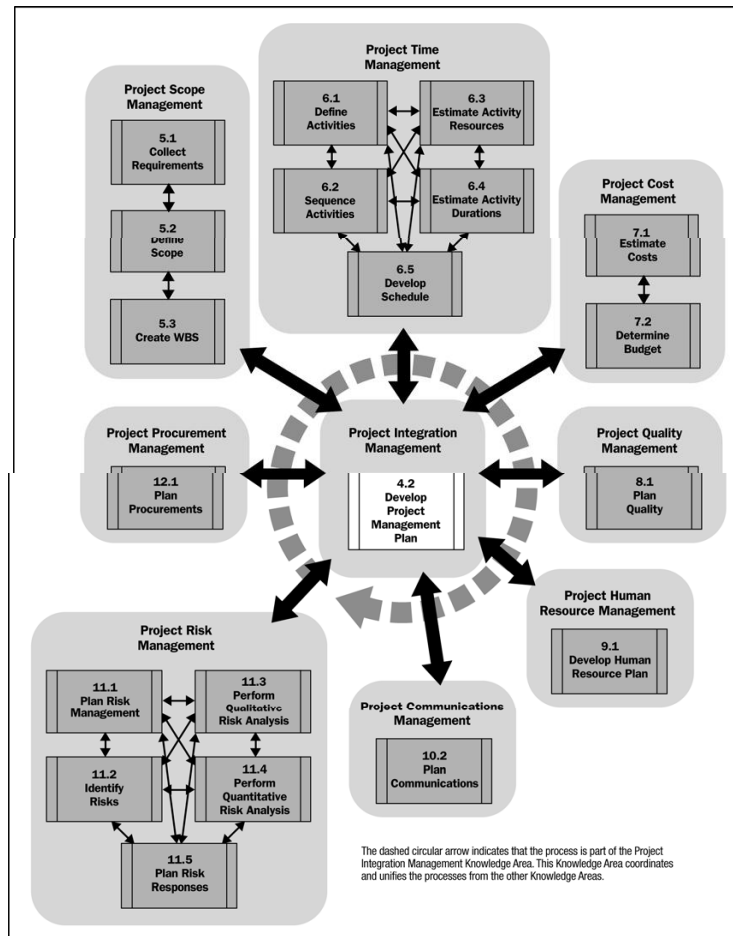 Project Time
Management
6.1
Define
Activities
6.3
Estimate Activity
Resources
6.2
Sequence
Activities
6.4
Estimate Activity
Durations
6.5
Develop
Schedule
Project Scope
Management
5.1
Collect
Requirements
5.2
Define
Scope
5.3
Create WBS
Project Cost
Management
7.1
Estimate
Costs
7.2
Determine
Budget
Project Procurement
Management
12.1
Plan
Procurements
Project Integration
Management
4.2
Develop
Project
Management
Plan
Project Quality
Management
8.1
Plan
Quality
Project Human
Resource Management
9.1
Develop Human
Resource Plan
Project Risk
Management
11.1
Plan Risk
Management
11.3
Perform
Qualitative
Risk Analysis
11.2
Identify
Risks
11.4
Perform
Quantitative
Risk Analysis
11.5
Plan Risk
Responses
Project Communications
Management
10.2
Plan
Communications
The dashed circular arrow indicates that the process is part of the Project
Integration Management Knowledge Area. This Knowledge Area coordinates
and unifies the processes from the other Knowledge Areas.